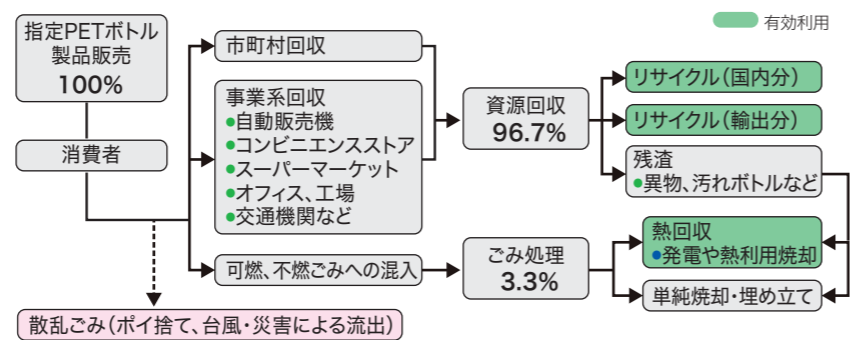 有効利用
指定PETボトル
製品販売
100%
消費者
市町村回収
事業系回収
●自動販売機
●コンビニエンスストア
●スーパーマーケット
●オフィス、工場
●交通機関など
可燃、不燃ごみへの混入
散乱ごみ（ポイ捨て、台風・災害による流出）
資源回収
96.7%
ごみ処理
3.3%
リサイクル（国内分）
リサイクル（輸出分）
残渣
●異物、汚れボトルなど
熱回収
●発電や熱利用焼却
単純焼却・埋め立て